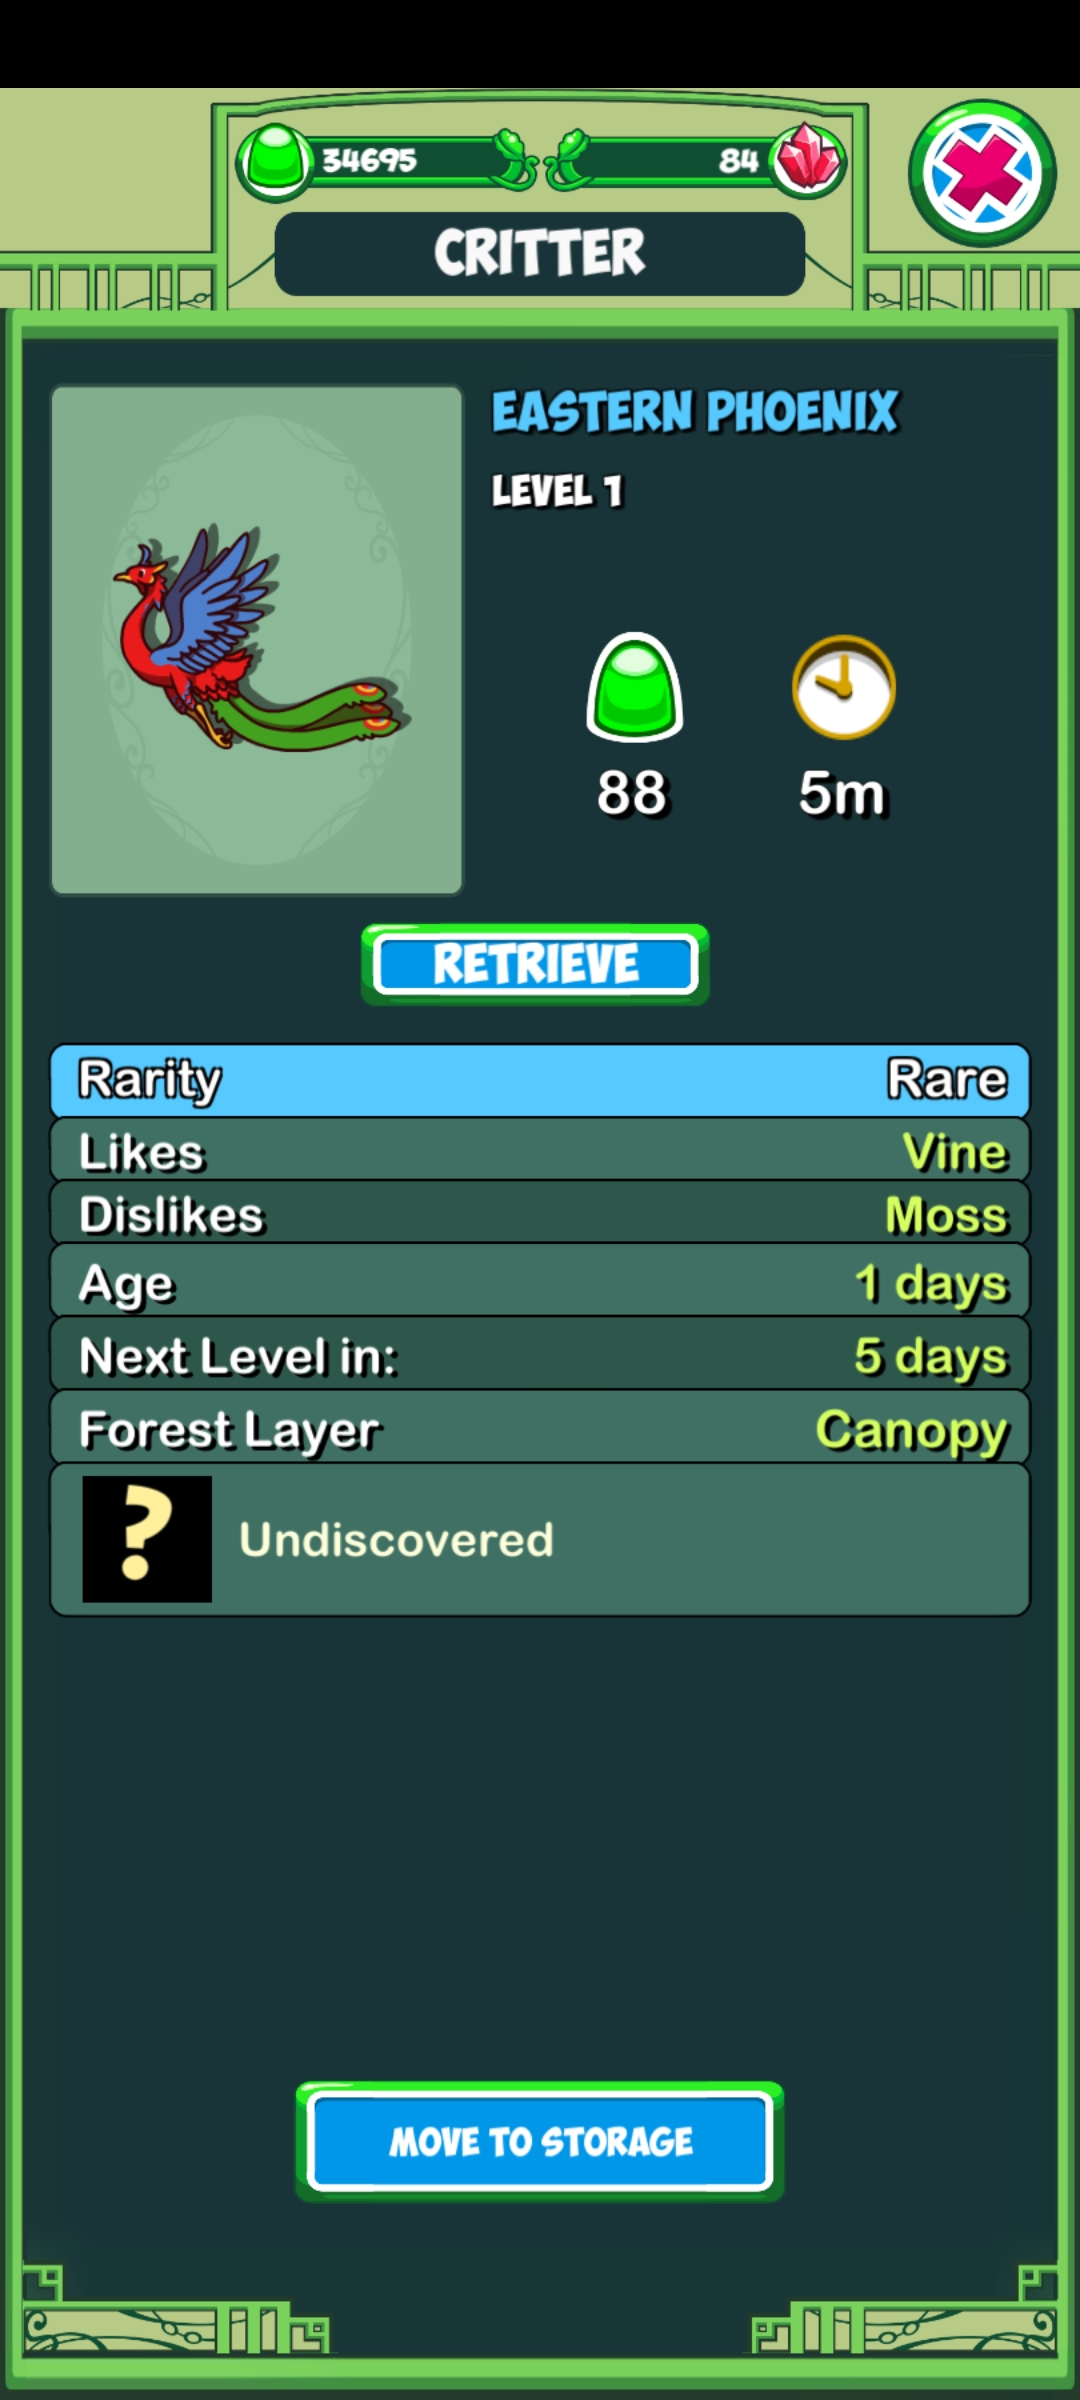 34695
84
CRITTER
EASTERN PHOENIX
LEVEL 1
88
5m
RETRIEVE
Rarity Rare
Likes Vine
Dislikes Moss
Age 1 days
Next Level in: 5 days
Forest Layer Canopy
? Undiscovered
MOVE TO STORAGE